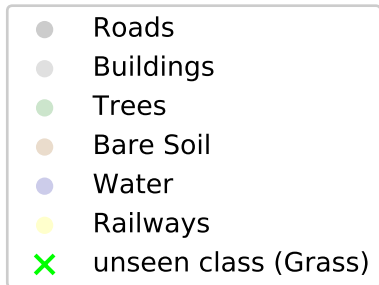 Roads
Buildings
Trees
Bare Soil
Water
Railways
unseen class (Grass)